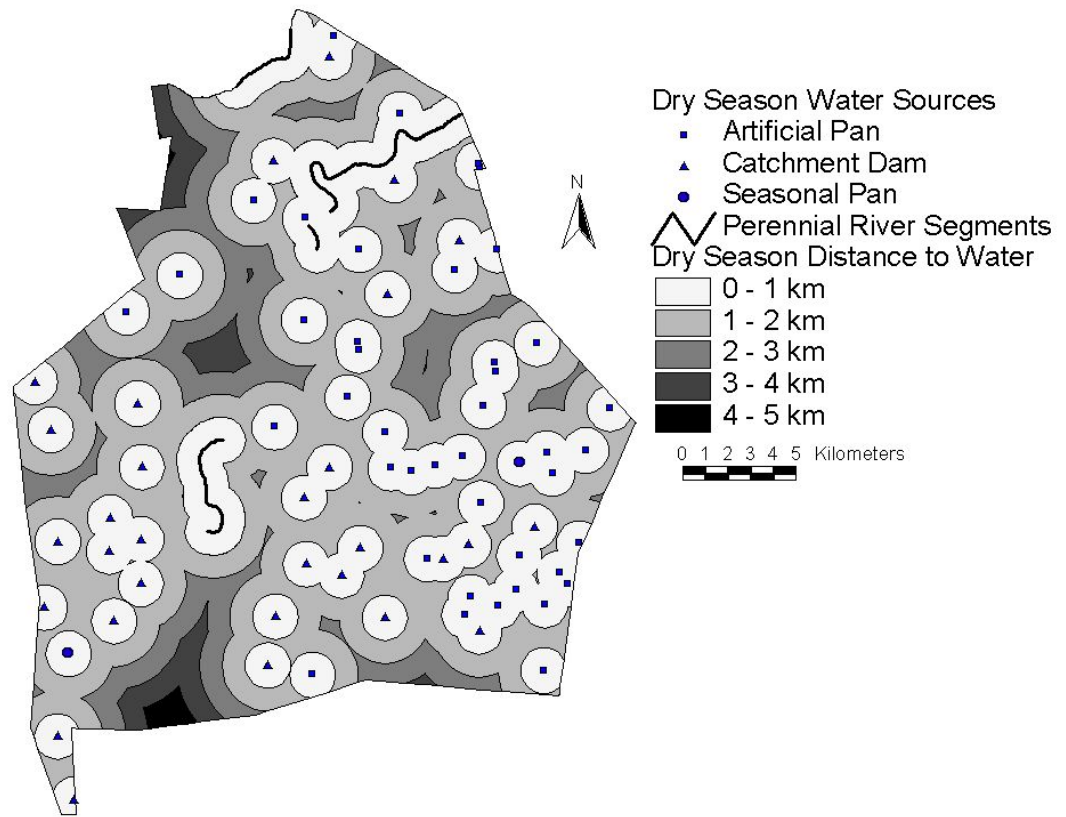 Dry Season Water Sources
Artificial Pan
Catchment Dam
Seasonal Pan
N
Perennial River Segments
Dry Season Distance to Water
0 - 1 km
1 - 2 km
2 - 3 km
3 - 4 km
4 - 5 km
0 1 2 3 4 5 Kilometers